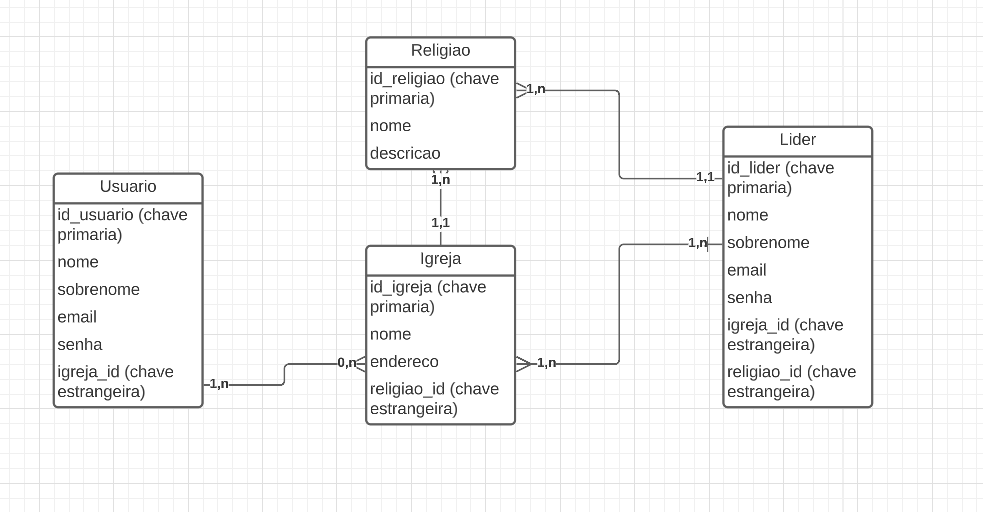 Religiao
id_religiao (chave
primaria)
nome
descricao
1,n
1,n
1,1
1,1
Usuario
id_usuario (chave
primaria)
nome
sobrenome
email
senha
igreja_id (chave
estrangeira)
1,n
0,n
Igreja
id_igreja (chave
primaria)
nome
endereco
religiao_id (chave
estrangeira)
1,n
1,n
Lider
id_lider (chave
primaria)
nome
sobrenome
email
senha
igreja_id (chave
estrangeira)
religiao_id (chave
estrangeira)